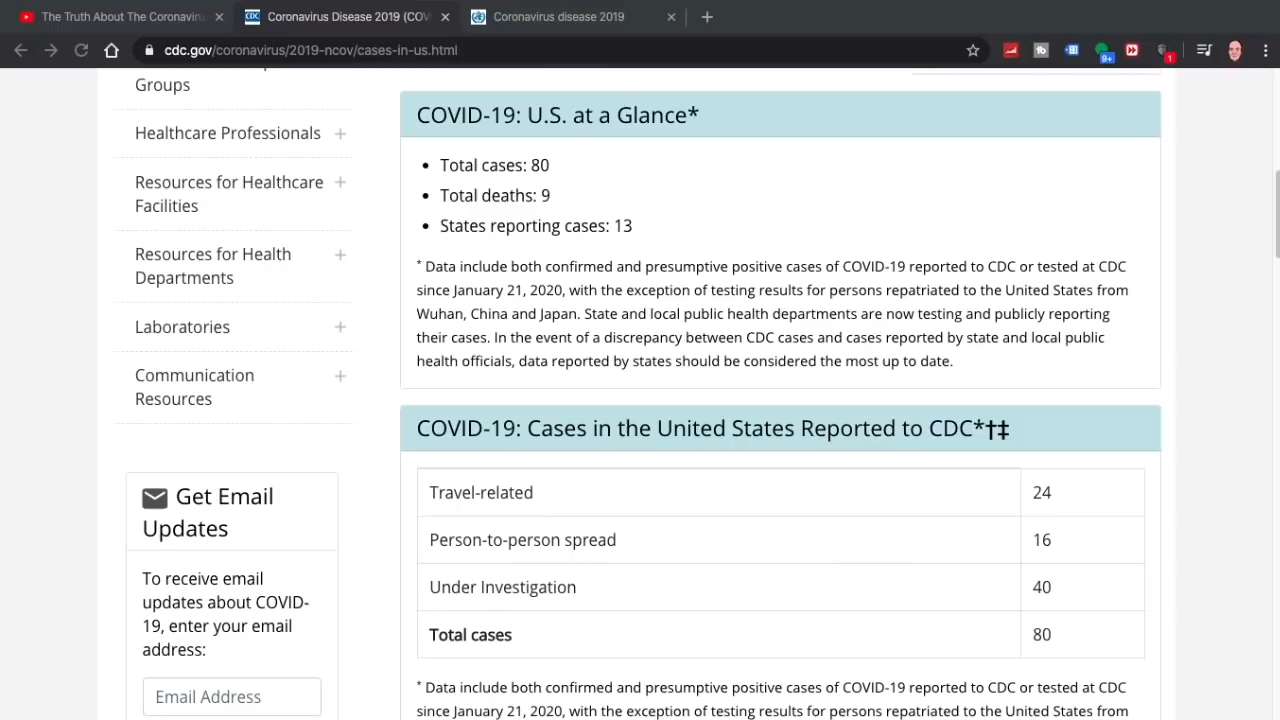 The Truth About The Coronavirus
Coronavirus Disease 2019 (COV
Coronavirus disease 2019
cdc.gov/coronavirus/2019-ncov/cases-in-us.html
9+
1
Groups
Healthcare Professionals
Resources for Healthcare
Facilities
Resources for Health
Departments
Laboratories
Communication
Resources
Get Email
Updates
To receive email
updates about COVID-
19, enter your email
address:
Email Address
COVID-19: U.S. at a Glance*
• Total cases: 80
• Total deaths: 9
• States reporting cases: 13
* Data include both confirmed and presumptive positive cases of COVID-19 reported to CDC or tested at CDC
since January 21, 2020, with the exception of testing results for persons repatriated to the United States from
Wuhan, China and Japan. State and local public health departments are now testing and publicly reporting
their cases. In the event of a discrepancy between CDC cases and cases reported by state and local public
health officials, data reported by states should be considered the most up to date.
COVID-19: Cases in the United States Reported to CDC*†‡
Travel-related 24
Person-to-person spread 16
Under Investigation 40
Total cases 80
* Data include both confirmed and presumptive positive cases of COVID-19 reported to CDC or tested at CDC
since January 21, 2020, with the exception of testing results for persons repatriated to the United States from